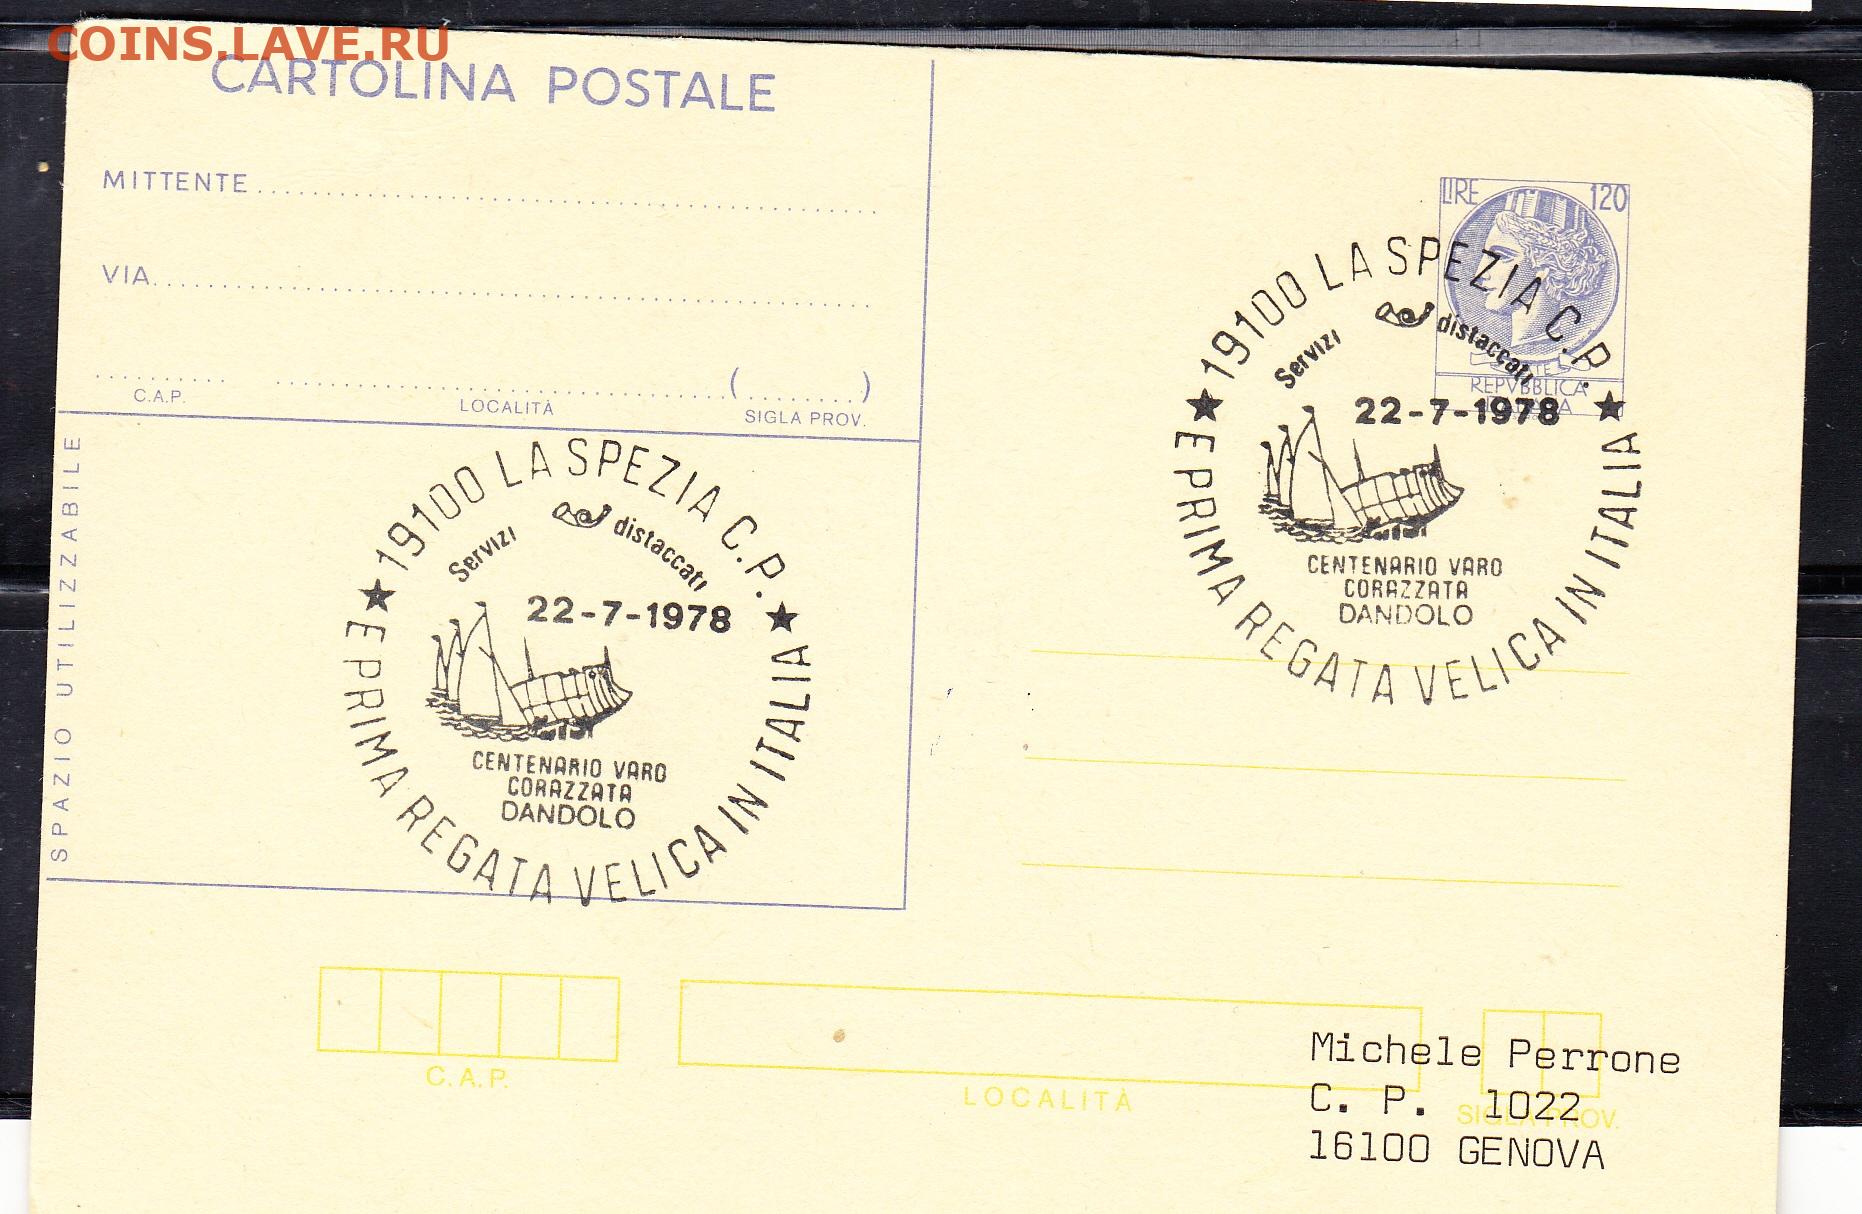 COINS.LAVE.RU
CARTOLINA POSTALE
MITTENTE
VIA
C.A.P.
LOCALITÀ
( )
SIGLA PROV.
SPAZIO UTILIZZABILE
LIRE 120
REPVBBLICA
★ 19100 LA SPEZIA C.P. ★
Servizi distaccati
22-7-1978
CENTENARIO VARO
CORAZZATA
DANDOLO
E PRIMA REGATA VELICA IN ITALIA
★ 19100 LA SPEZIA C.P. ★
Servizi distaccati
22-7-1978
CENTENARIO VARO
CORAZZATA
DANDOLO
E PRIMA REGATA VELICA IN ITALIA
C.A.P.
LOCALITÀ
SIGLA PROV.
Michele Perrone
C. P. 1022
16100 GENOVA